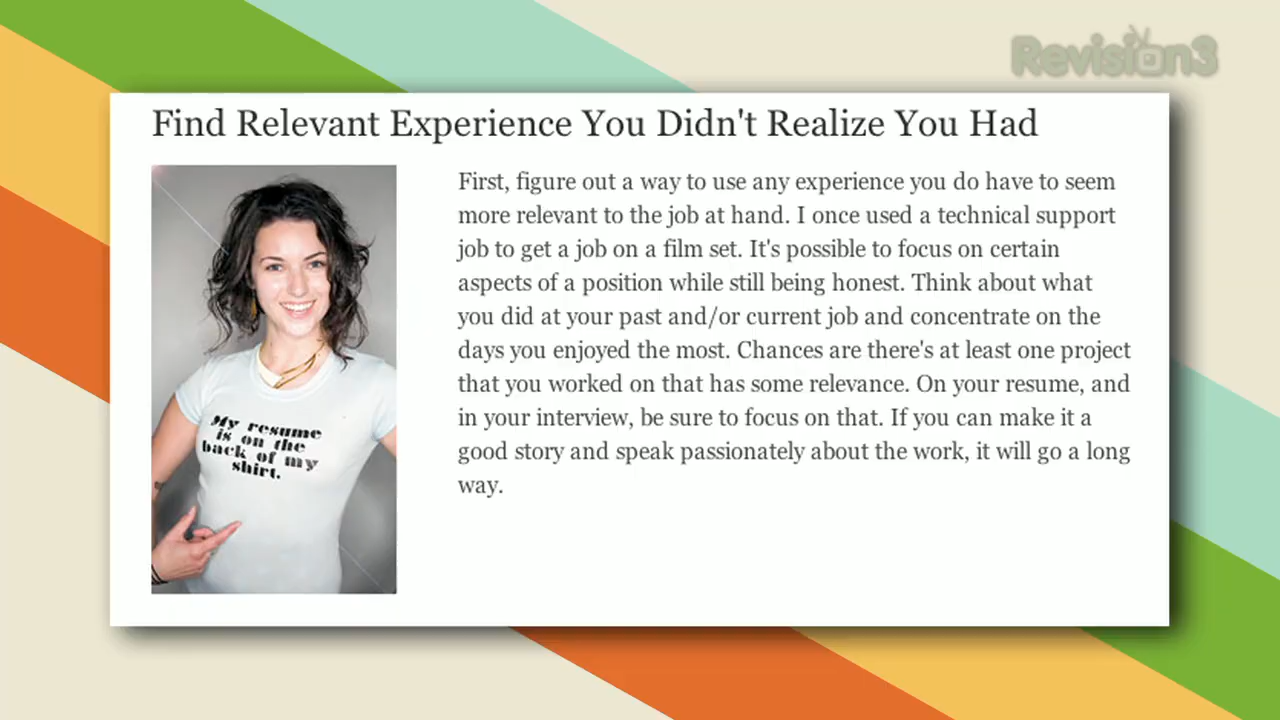 Revision3
Find Relevant Experience You Didn't Realize You Had
First, figure out a way to use any experience you do have to seem
more relevant to the job at hand. I once used a technical support
job to get a job on a film set. It's possible to focus on certain
aspects of a position while still being honest. Think about what
you did at your past and/or current job and concentrate on the
days you enjoyed the most. Chances are there's at least one project
that you worked on that has some relevance. On your resume, and
in your interview, be sure to focus on that. If you can make it a
good story and speak passionately about the work, it will go a long
way.
My resume
is on the
back of my
shirt.